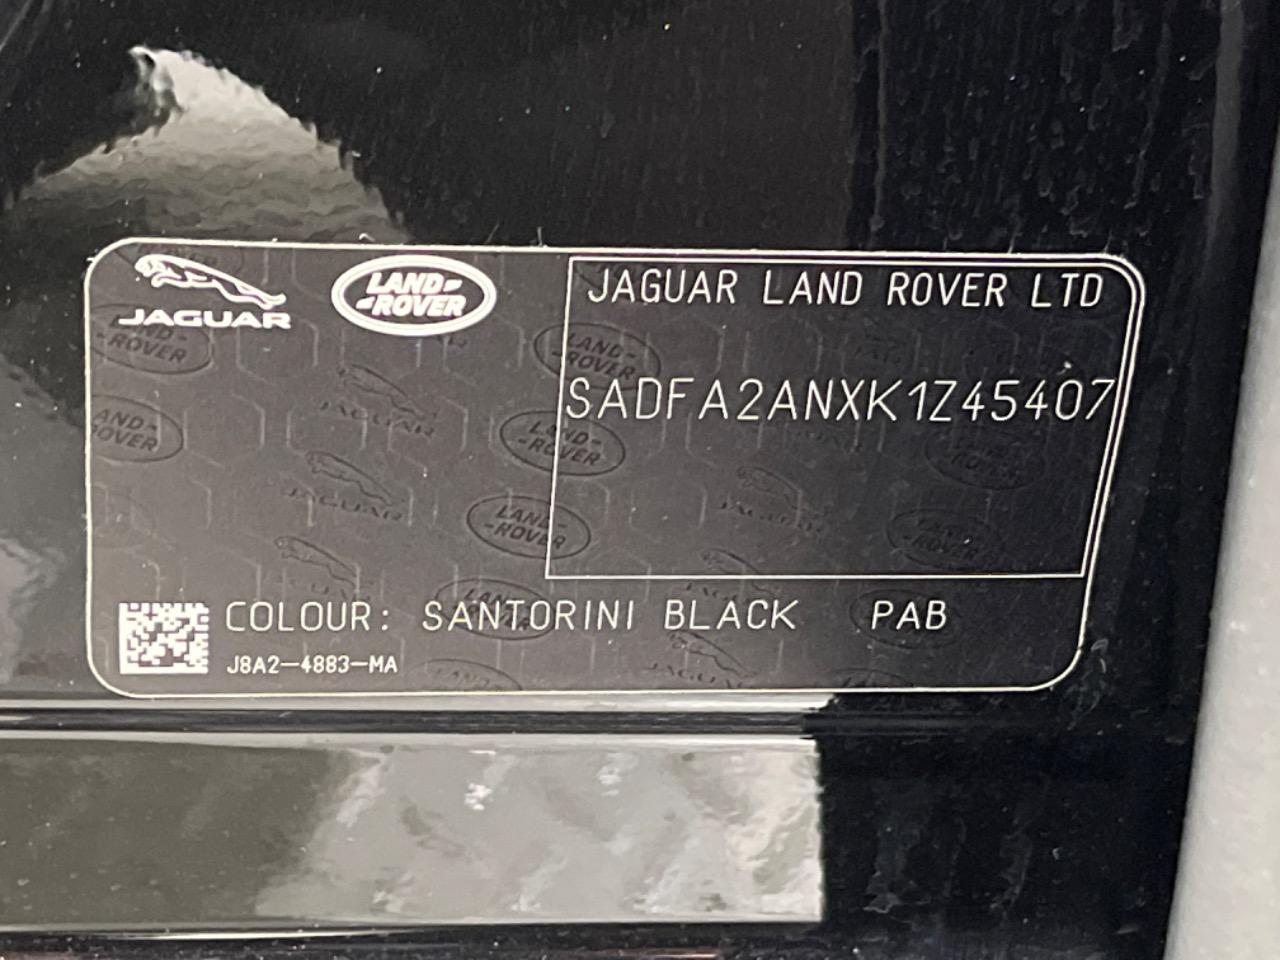 JAGUAR
LAND-
-ROVER
JAGUAR LAND ROVER LTD
SADFA2ANXK1Z45407
COLOUR: SANTORINI BLACK PAB
J8A2-4883-MA